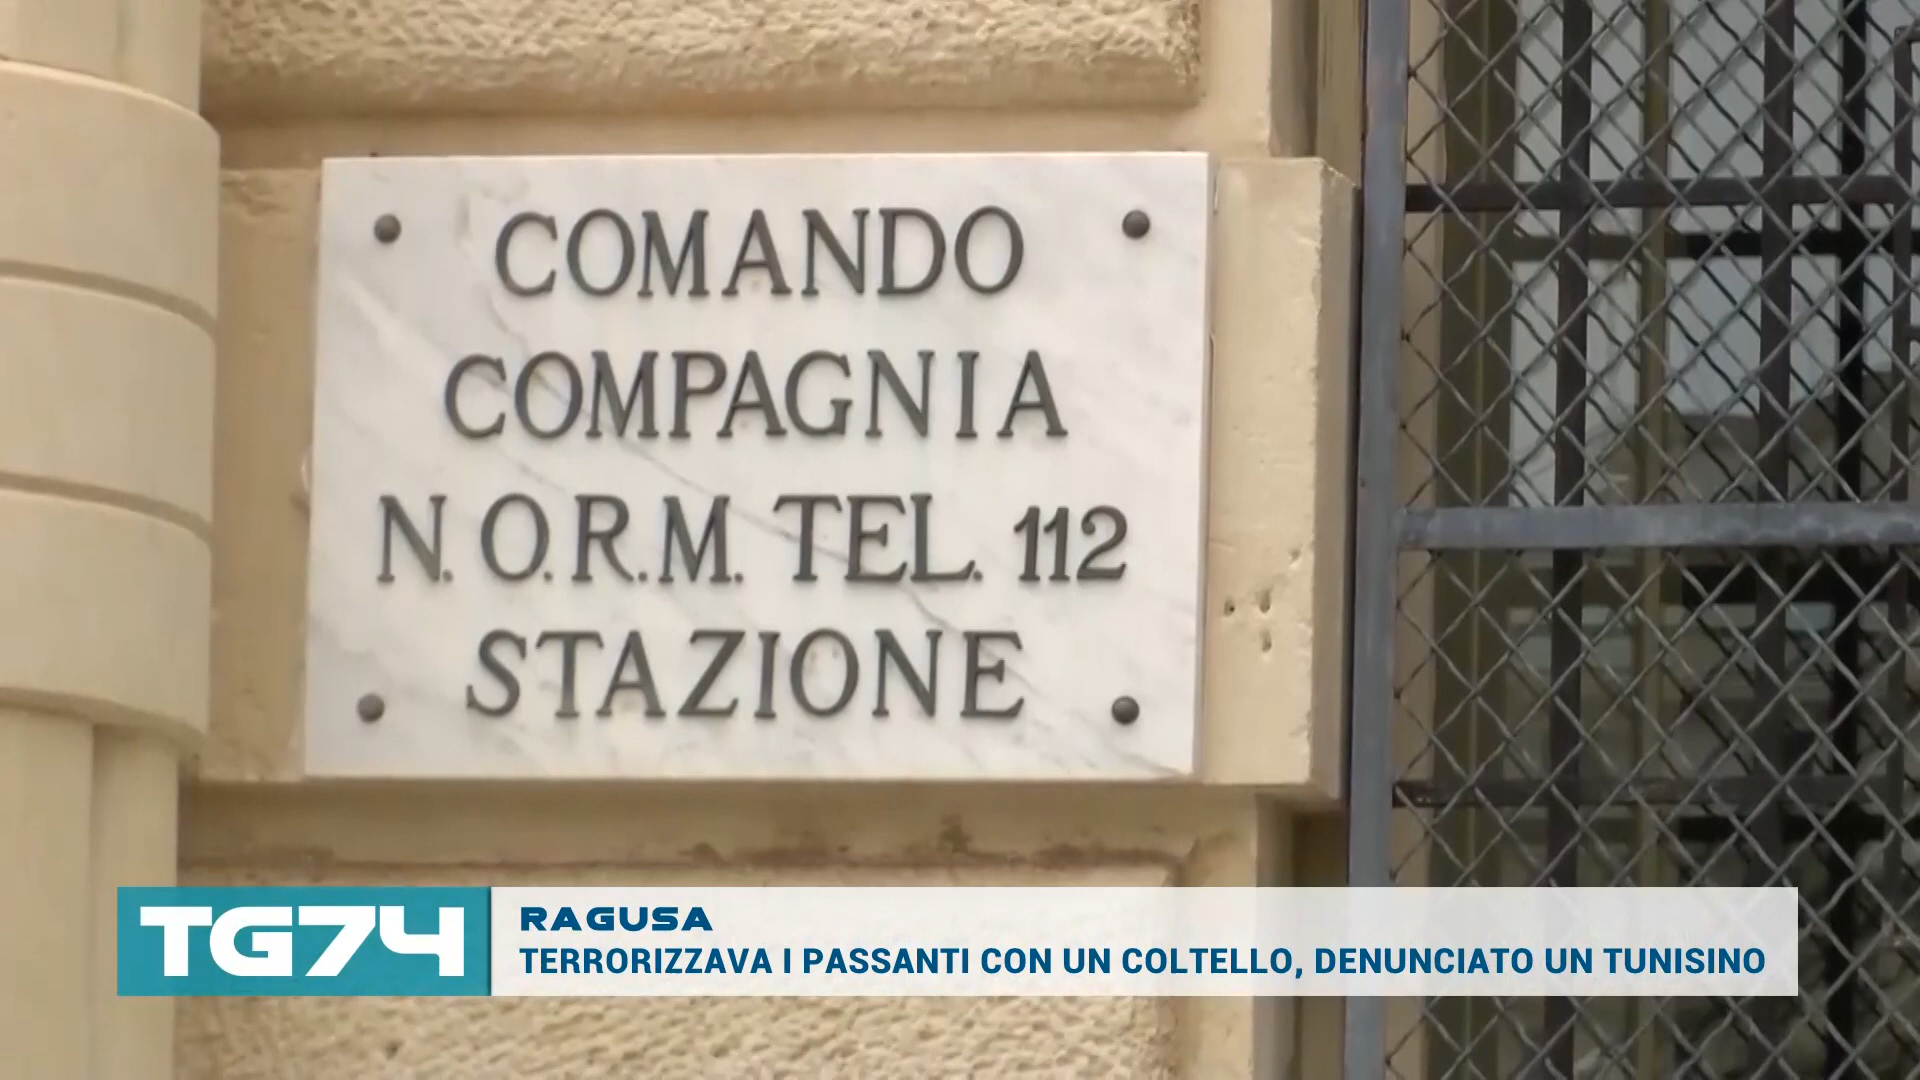 COMANDO
COMPAGNIA
N.O.R.M. TEL. 112
STAZIONE
TG74
RAGUSA
TERRORIZZAVA I PASSANTI CON UN COLTELLO, DENUNCIATO UN TUNISINO